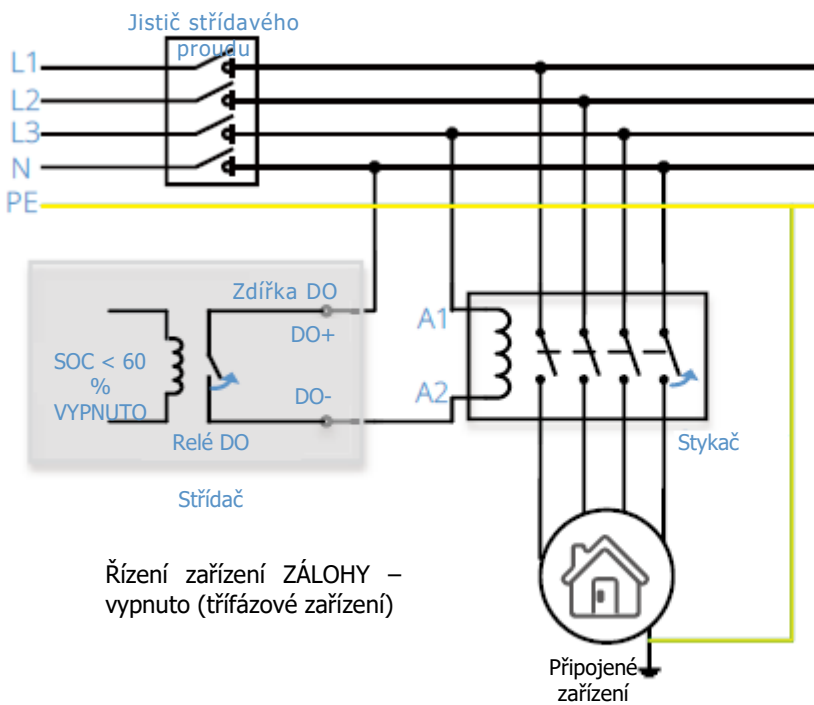 Jistič střídavého
proudu
L1
L2
L3
N
PE
Zdířka DO
DO+
A1
SOC < 60
%
VYPNUTO
DO-
A2
Relé DO
Stykač
Střídač
Řízení zařízení ZÁLOHY –
vypnuto (třífázové zařízení)
Připojené
zařízení